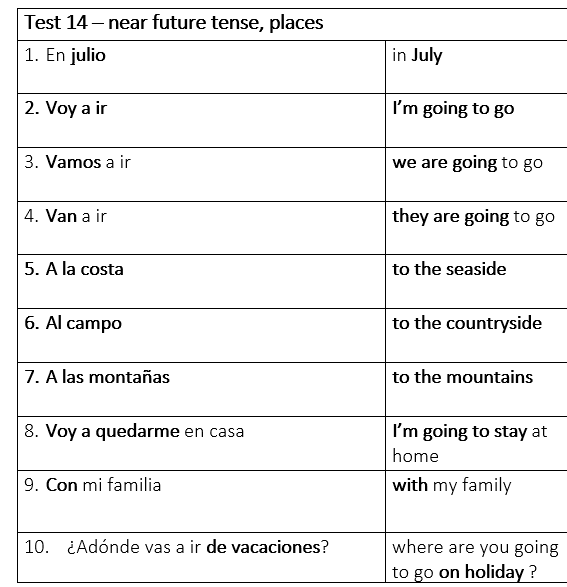 Test 14 – near future tense, places
1. En julio
in July
2. Voy a ir
I’m going to go
3. Vamos a ir
we are going to go
4. Van a ir
they are going to go
5. A la costa
to the seaside
6. Al campo
to the countryside
7. A las montañas
to the mountains
8. Voy a quedarme en casa
I’m going to stay at
home
9. Con mi familia
with my family
10. ¿Adónde vas a ir de vacaciones?
where are you going
to go on holiday ?